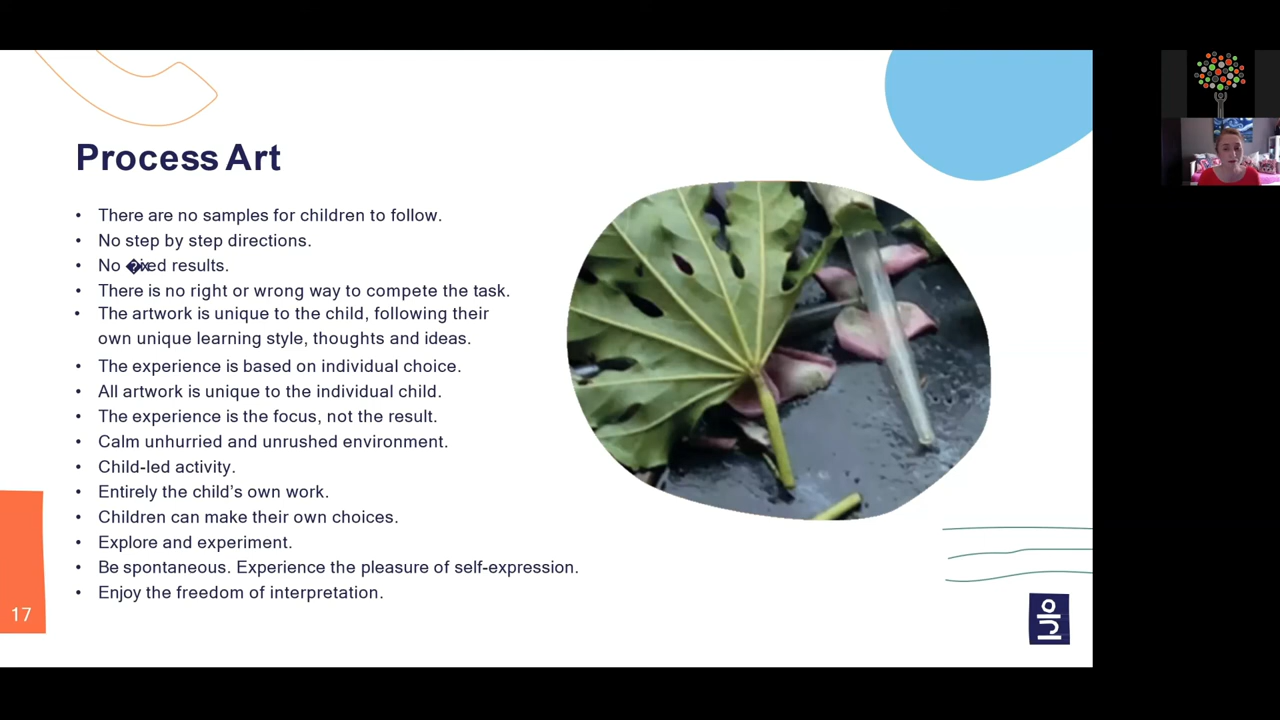 Process Art
• There are no samples for children to follow.
• No step by step directions.
• No �ixed results.
• There is no right or wrong way to compete the task.
• The artwork is unique to the child, following their
own unique learning style, thoughts and ideas.
• The experience is based on individual choice.
• All artwork is unique to the individual child.
• The experience is the focus, not the result.
• Calm unhurried and unrushed environment.
• Child-led activity.
• Entirely the child’s own work.
• Children can make their own choices.
• Explore and experiment.
• Be spontaneous. Experience the pleasure of self-expression.
• Enjoy the freedom of interpretation.
17